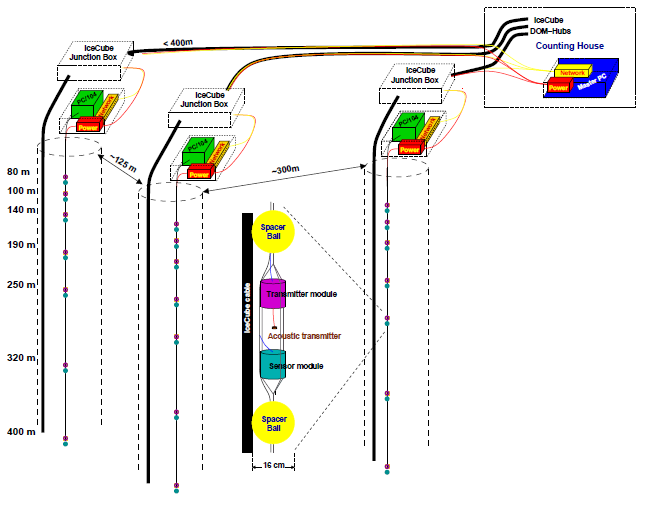 IceCube
DOM-Hubs
Counting House
Network
Master PC
Power
< 400m
IceCube
Junction Box
IceCube
Junction Box
IceCube
Junction Box
PC/104
Power
PC/104
Power
PC/104
Power
~125 m
~300m
80 m
100 m
140 m
190 m
250 m
320 m
400 m
Spacer
Ball
Transmitter module
IceCube cable
Acoustic transmitter
Sensor module
Spacer
Ball
16 cm